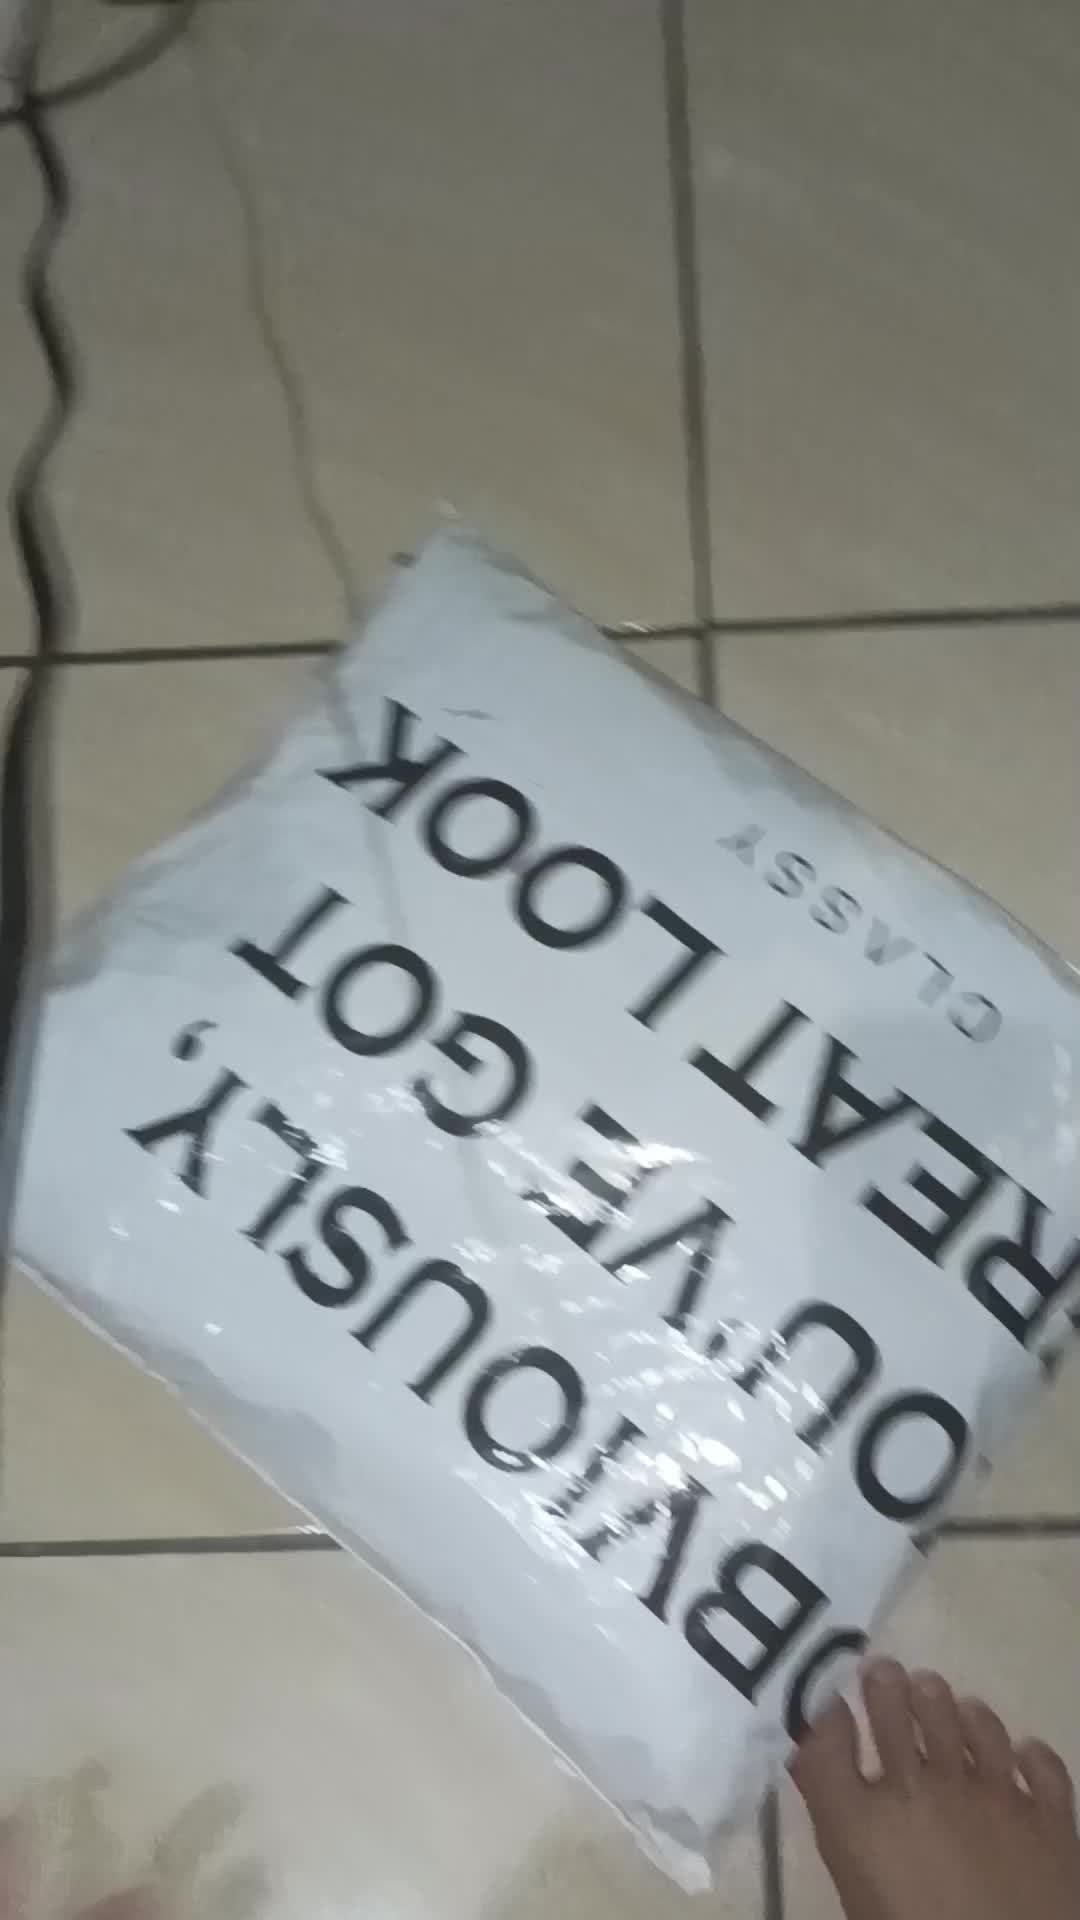 OBVIOUSLY,
OU'VE GOT
REAT LOOK
CLASSY